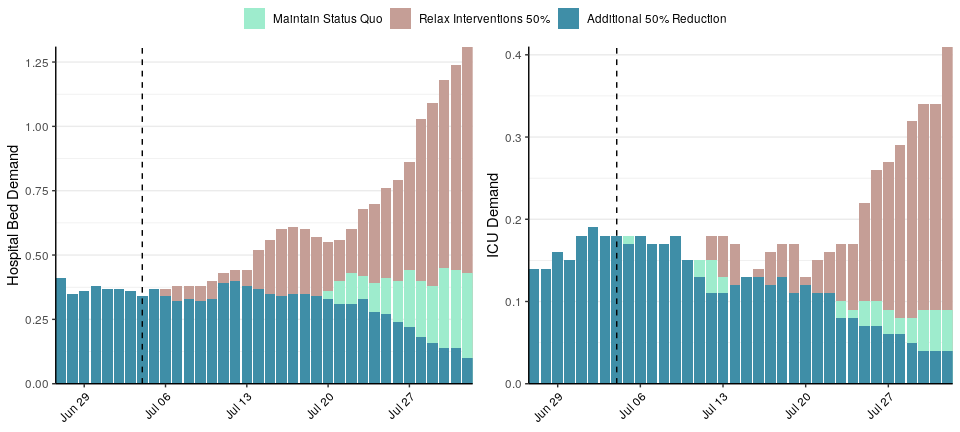 Maintain Status Quo Relax Interventions 50% Additional 50% Reduction
Hospital Bed Demand
1.25
1.00
0.75
0.50
0.25
0.00
Jun 29 Jul 06 Jul 13 Jul 20 Jul 27
ICU Demand
0.4
0.3
0.2
0.1
0.0
Jun 29 Jul 06 Jul 13 Jul 20 Jul 27